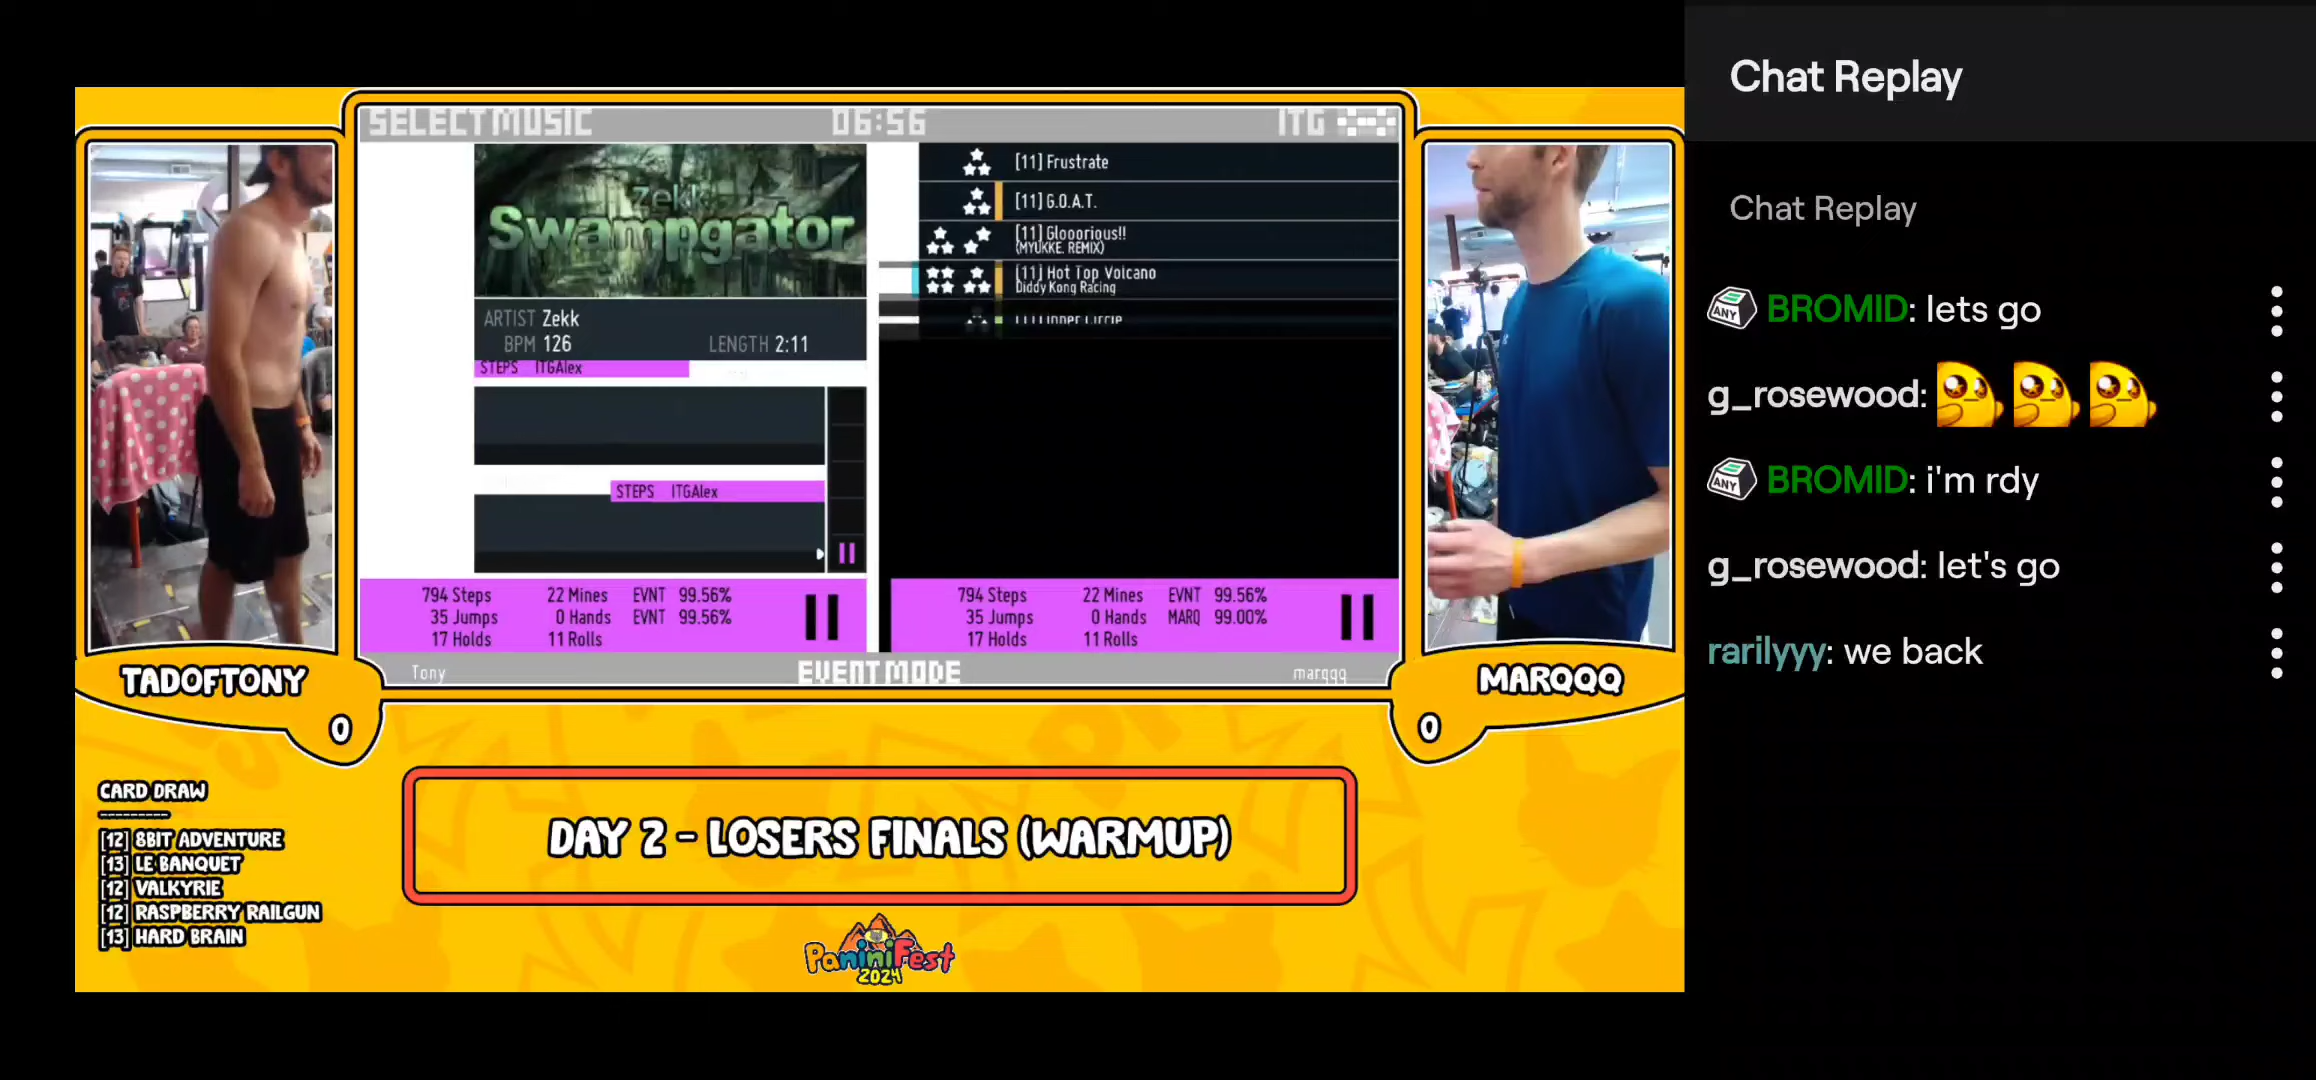 SELECT MUSIC
06:56
ITG
Zekk
Swampgator
ARTIST Zekk
BPM 126
LENGTH 2:11
STEPS ITGAlex
STEPS ITGAlex
[11] Frustrate
[11] G.O.A.T.
[11] Glooorious!!
(MYUKKE. REMIX)
[11] Hot Top Volcano
Diddy Kong Racing
[11] Inner Circle
794 Steps 22 Mines EVNT 99.56%
35 Jumps 0 Hands EVNT 99.56%
17 Holds 11 Rolls
794 Steps 22 Mines EVNT 99.56%
35 Jumps 0 Hands MARQ 99.00%
17 Holds 11 Rolls
Tony
EVENT MODE
marqqq
TADOFTONY
0
MARQQQ
0
CARD DRAW
----------
[12] 8BIT ADVENTURE
[13] LE BANQUET
[12] VALKYRIE
[12] RASPBERRY RAILGUN
[13] HARD BRAIN
DAY 2 - LOSERS FINALS (WARMUP)
PaniniFest
2024
Chat Replay
Chat Replay
ANY BROMID: lets go
g_rosewood:
ANY BROMID: i'm rdy
g_rosewood: let's go
rarilyyy: we back